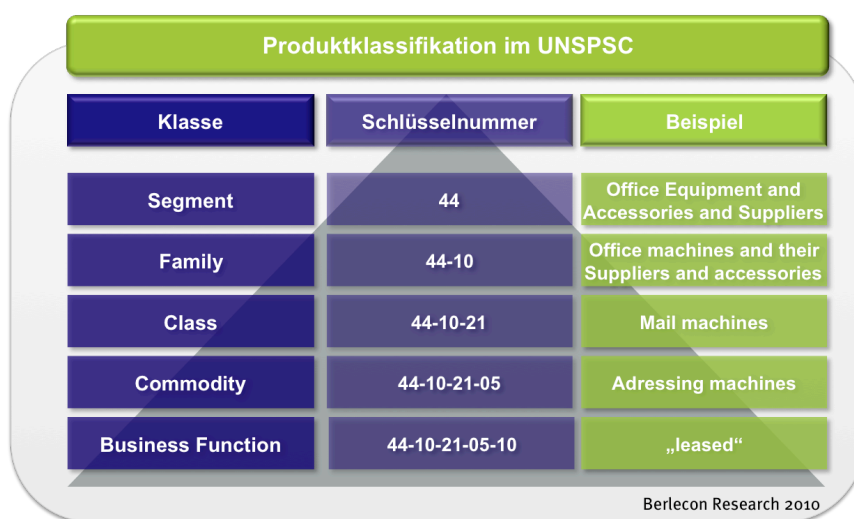 Produktklassifikation im UNSPSC
Klasse
Schlüsselnummer
Beispiel
Segment
44
Office Equipment and
Accessories and Suppliers
Family
44-10
Office machines and their
Suppliers and accessories
Class
44-10-21
Mail machines
Commodity
44-10-21-05
Adressing machines
Business Function
44-10-21-05-10
„leased“
Berlecon Research 2010